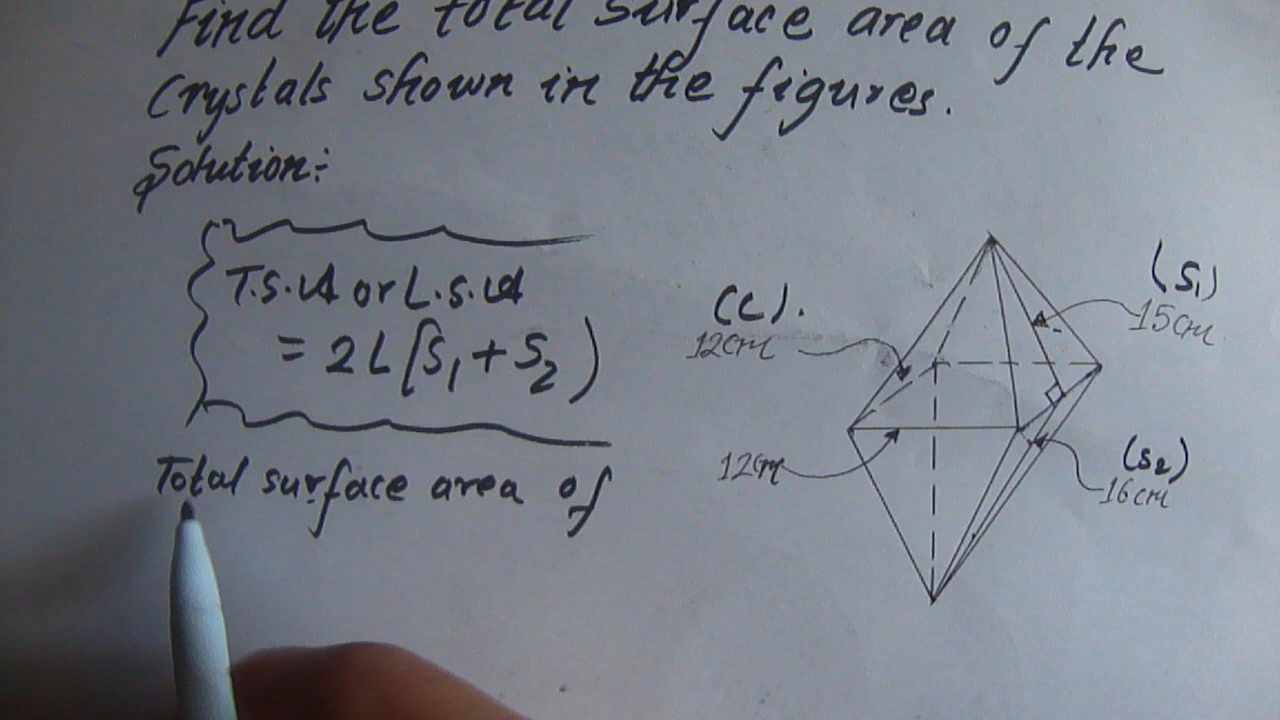 Find the total surface area of the
Crystals shown in the figures.
Solution:
T.S.A or L.S.A
= 2L(S1+S2)
Total surface area of
(L).
12cm
12cm
(S1)
15cm
(S2)
16cm